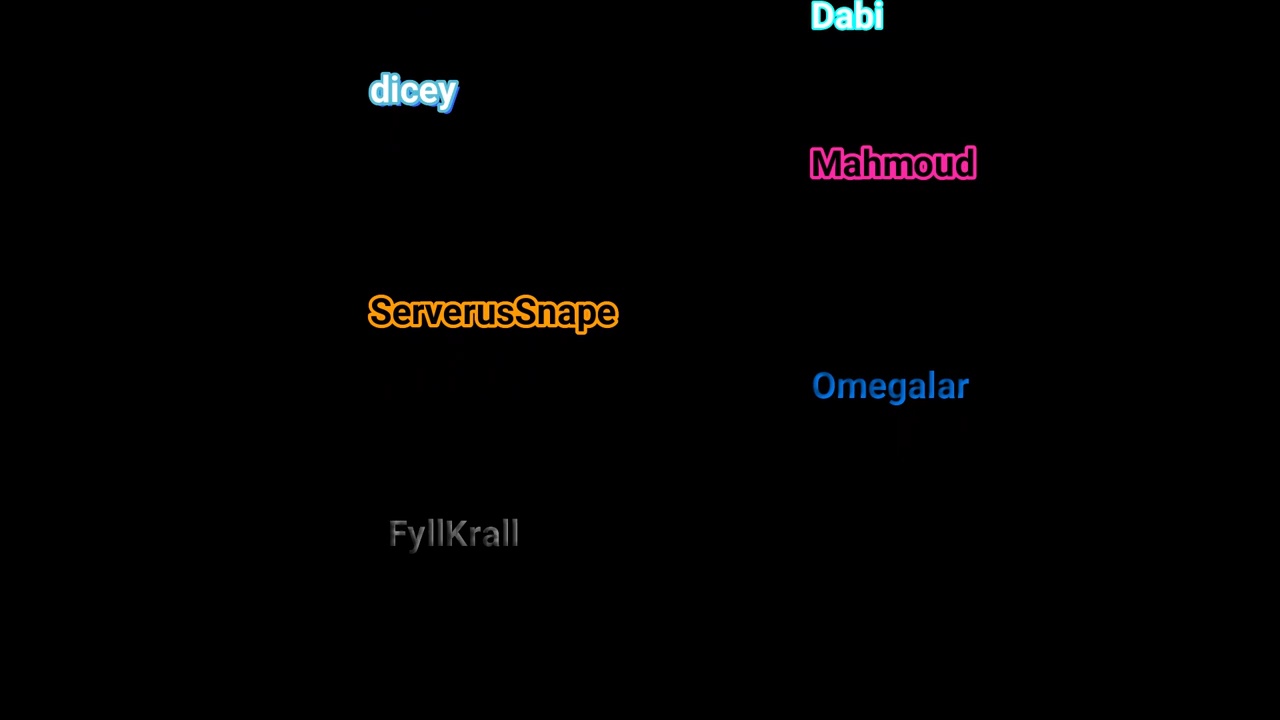 Dabi
dicey
Mahmoud
ServerusSnape
Omegalar
FyllKrall